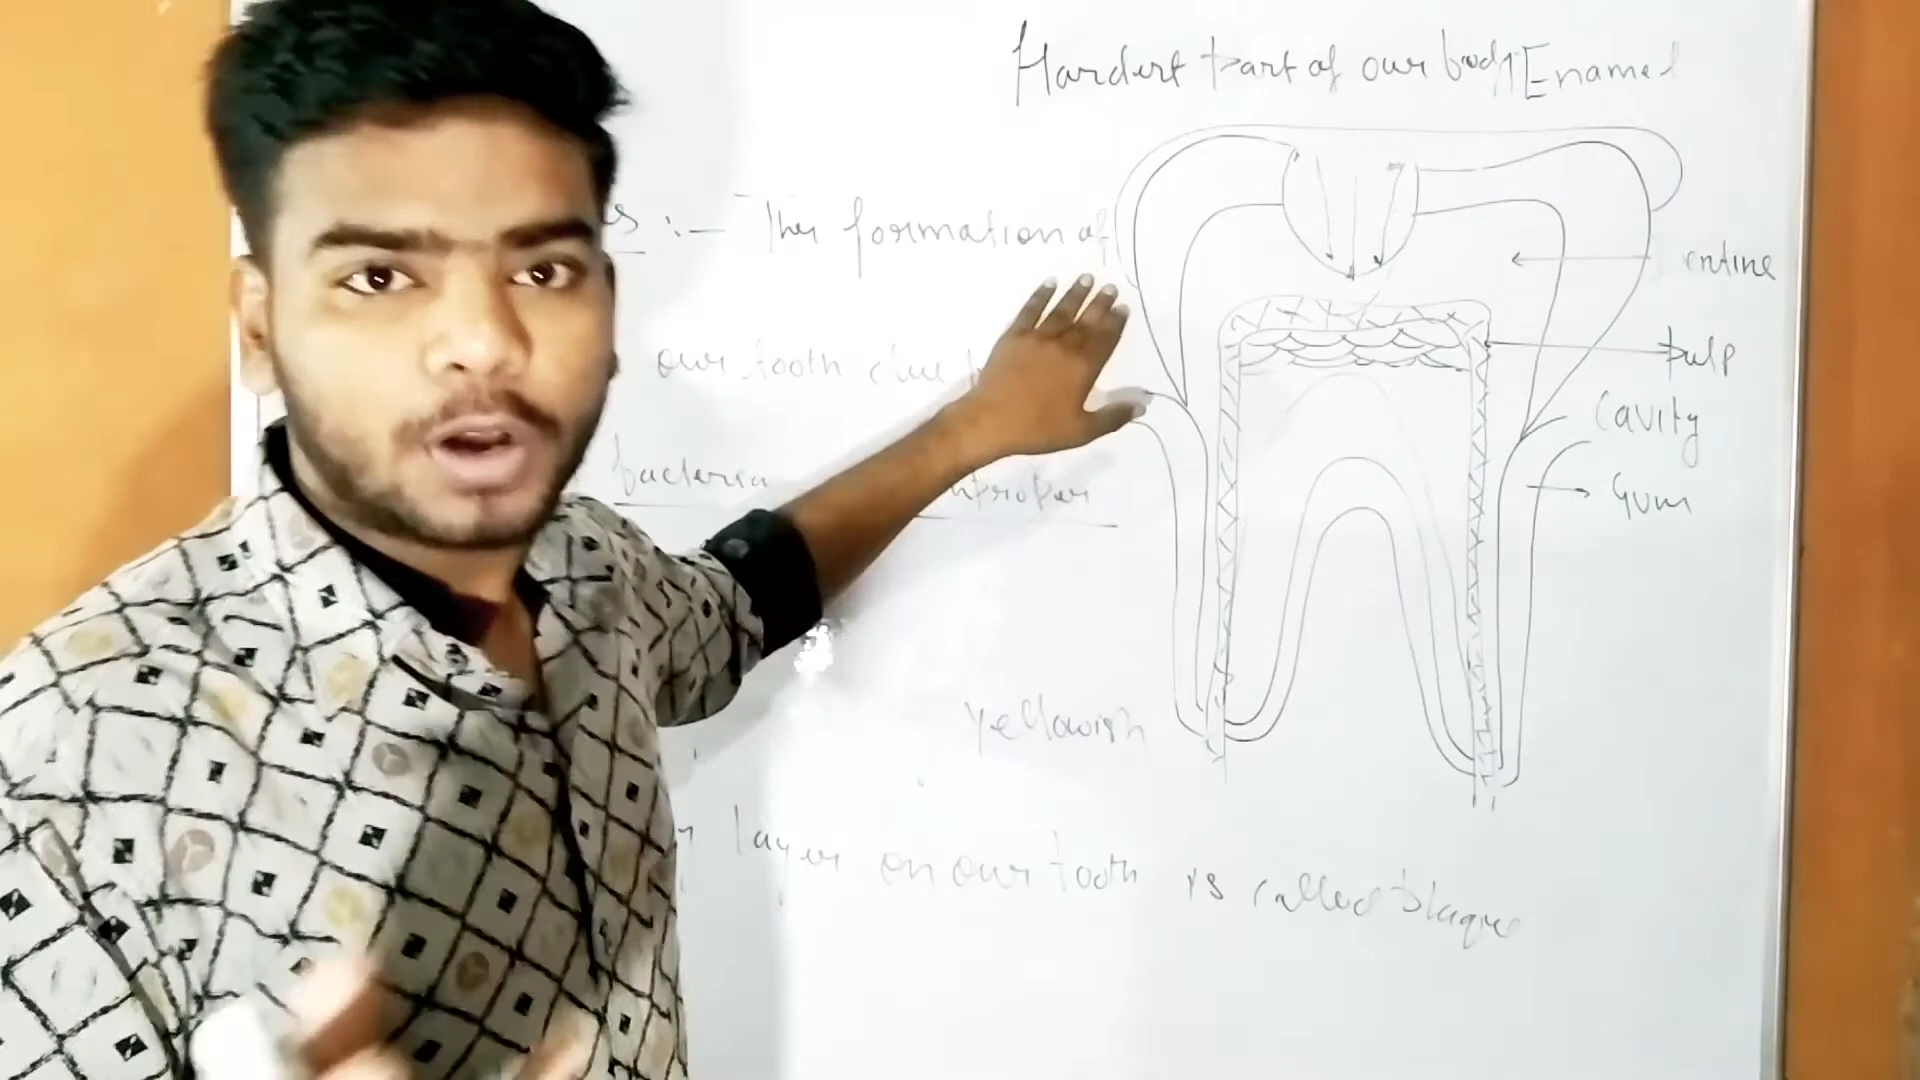 Hardest part of our body Enamel
s :- The formation of
entine
our tooth due
pulp
Cavity
bacteria
Gum
Yellowish
layer on our tooth is called plaque